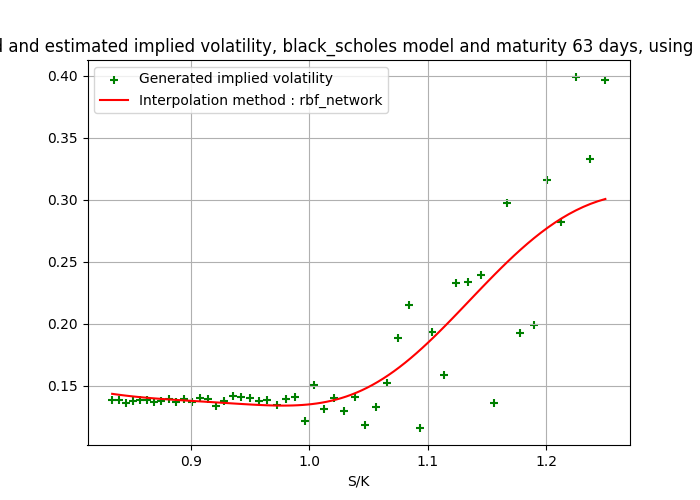 and estimated implied volatility, black_scholes model and maturity 63 days, using
Generated implied volatility
Interpolation method : rbf_network
0.40
0.35
0.30
0.25
0.20
0.15
0.9
1.0
1.1
1.2
S/K